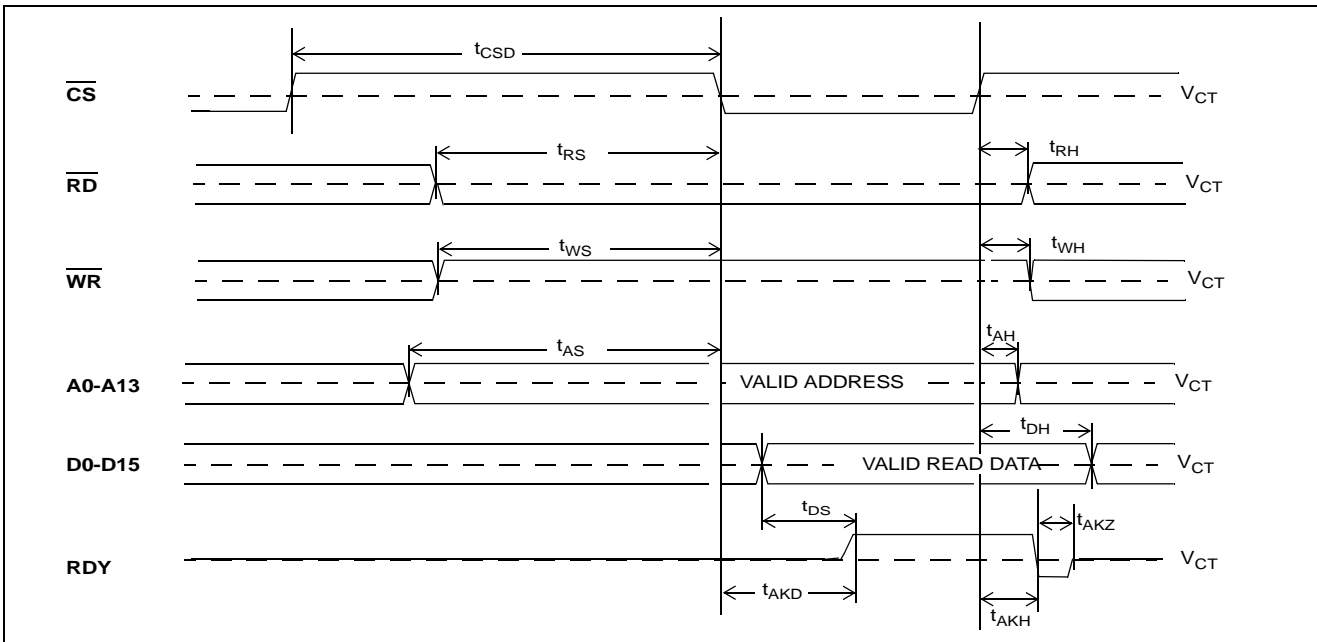 tCSD
CS VCT
tRS tRH
RD VCT
tWS tWH
WR VCT
tAS tAH
A0-A13 VALID ADDRESS VCT
tDH
D0-D15 VALID READ DATA VCT
tDS tAKZ
RDY VCT
tAKD tAKH